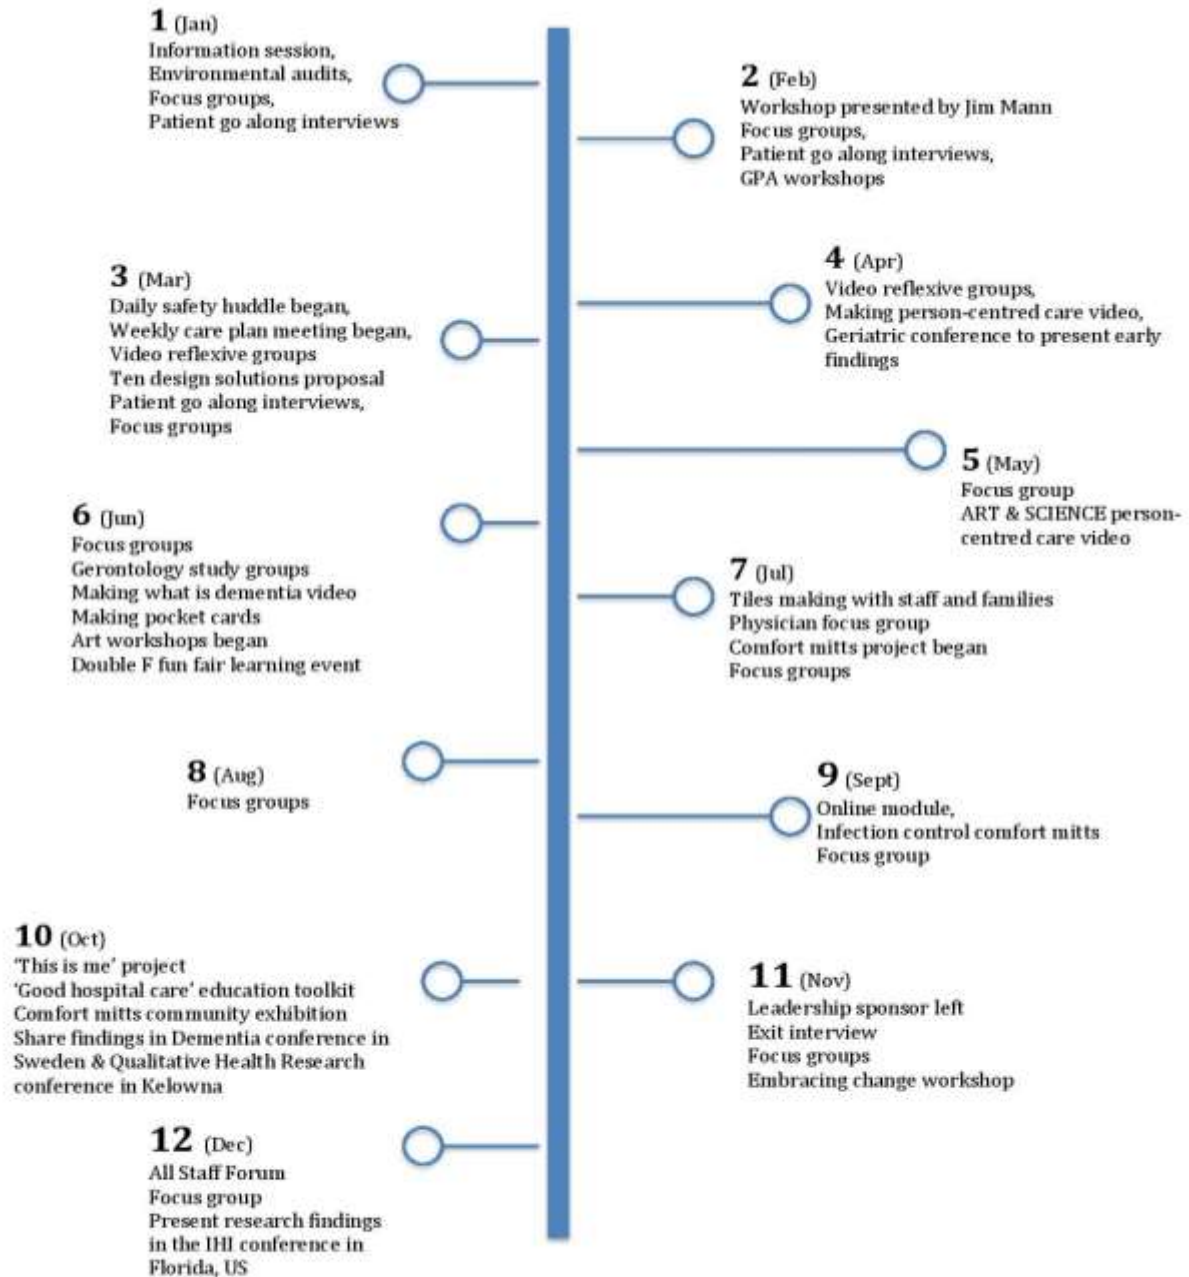 1 (Jan)
Information session,
Environmental audits,
Focus groups,
Patient go along interviews
2 (Feb)
Workshop presented by Jim Mann
Focus groups,
Patient go along interviews,
GPA workshops
3 (Mar)
Daily safety huddle began,
Weekly care plan meeting began,
Video reflexive groups
Ten design solutions proposal
Patient go along interviews,
Focus groups
4 (Apr)
Video reflexive groups,
Making person-centred care video,
Geriatric conference to present early
findings
5 (May)
Focus group
ART & SCIENCE person-
centred care video
6 (Jun)
Focus groups
Gerontology study groups
Making what is dementia video
Making pocket cards
Art workshops began
Double F fun fair learning event
7 (Jul)
Tiles making with staff and families
Physician focus group
Comfort mitts project began
Focus groups
8 (Aug)
Focus groups
9 (Sept)
Online module,
Infection control comfort mitts
Focus group
10 (Oct)
'This is me' project
'Good hospital care' education toolkit
Comfort mitts community exhibition
Share findings in Dementia conference in
Sweden & Qualitative Health Research
conference in Kelowna
11 (Nov)
Leadership sponsor left
Exit interview
Focus groups
Embracing change workshop
12 (Dec)
All Staff Forum
Focus group
Present research findings
in the IHI conference in
Florida, US